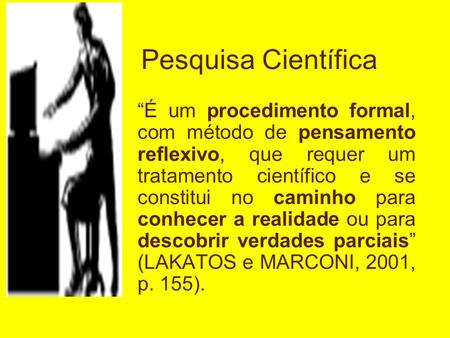 Pesquisa Científica
“É um procedimento formal,
com método de pensamento
reflexivo, que requer um
tratamento científico e se
constitui no caminho para
conhecer a realidade ou para
descobrir verdades parciais”
(LAKATOS e MARCONI, 2001,
p. 155).